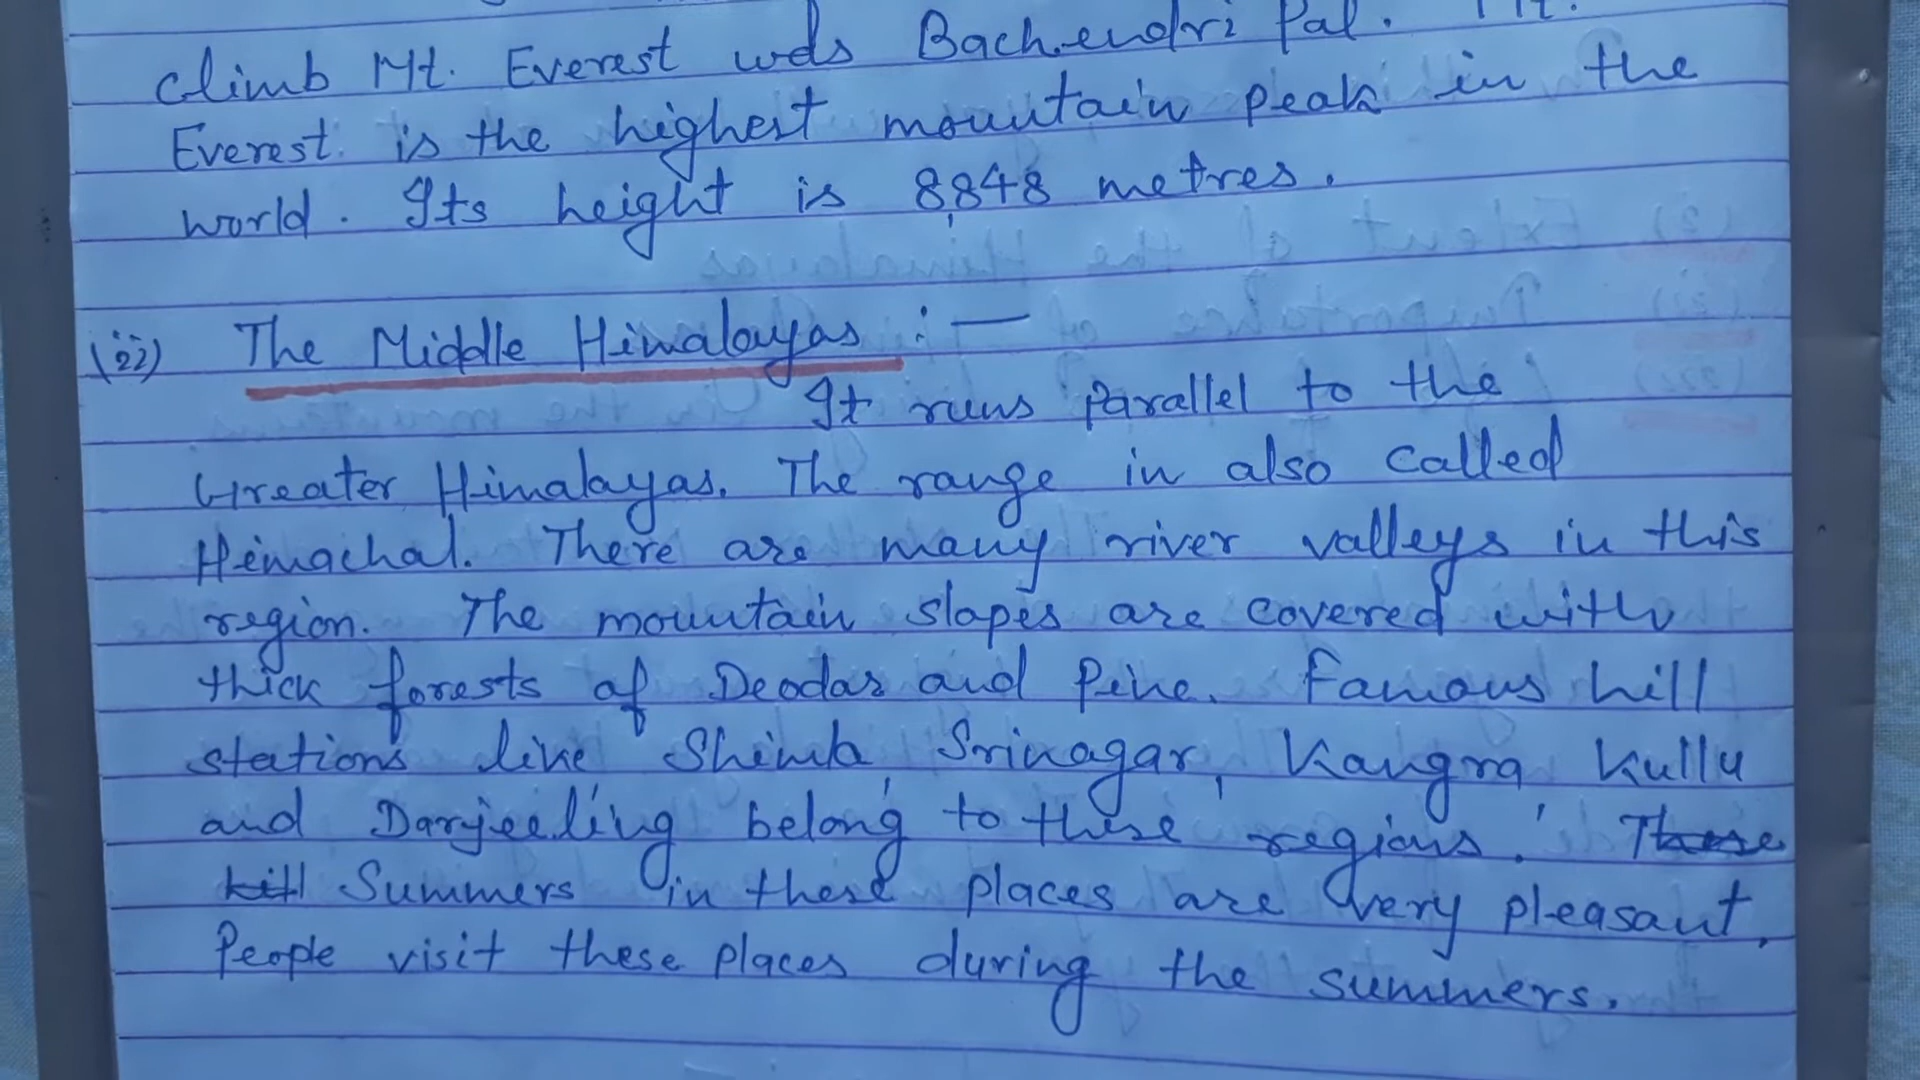 climb Mt. Everest was Bachendri Pal. Mt.
Everest is the highest mountain peak in the
world. Its height is 8,848 metres.
(ii) The Middle Himalayas :—
It runs parallel to the
Greater Himalayas. The range in also called
Himachal. There are many river valleys in this
region. The mountain slopes are covered with
thick forests of Deodar and Pine. Famous hill
stations like Shimla, Srinagar, Kangra, Kullu
and Darjeeling belong to these regions. These
hill Summers in these places are very pleasant.
People visit these places during the summers.